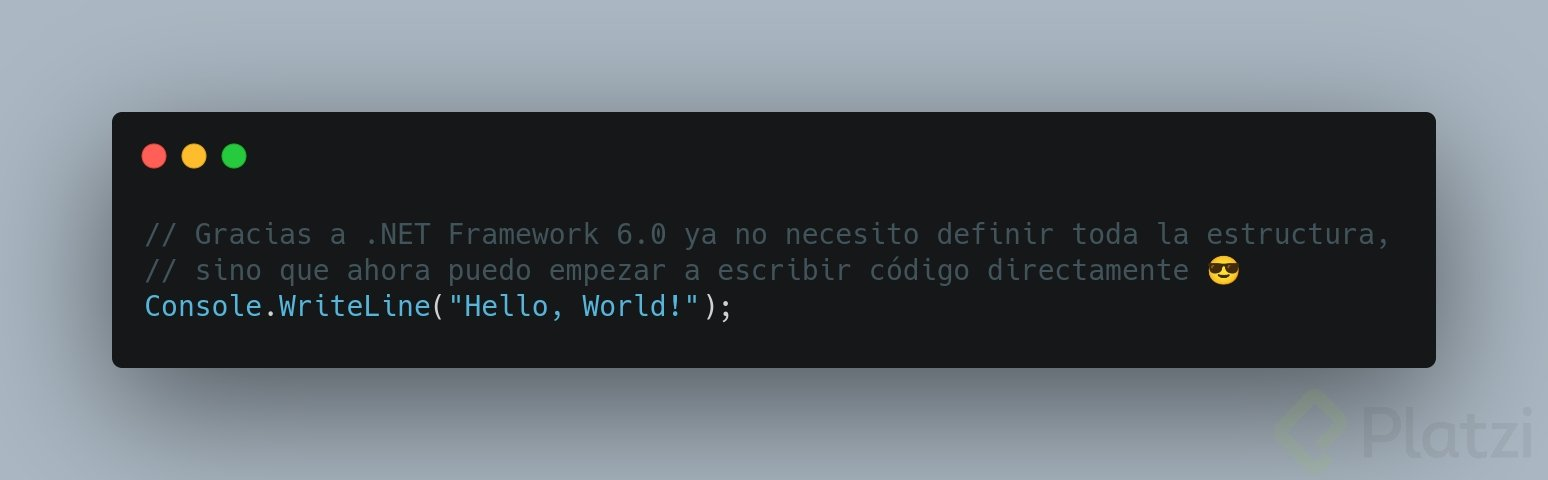 // Gracias a .NET Framework 6.0 ya no necesito definir toda la estructura,
// sino que ahora puedo empezar a escribir código directamente 😎
Console.WriteLine("Hello, World!");
Platzi